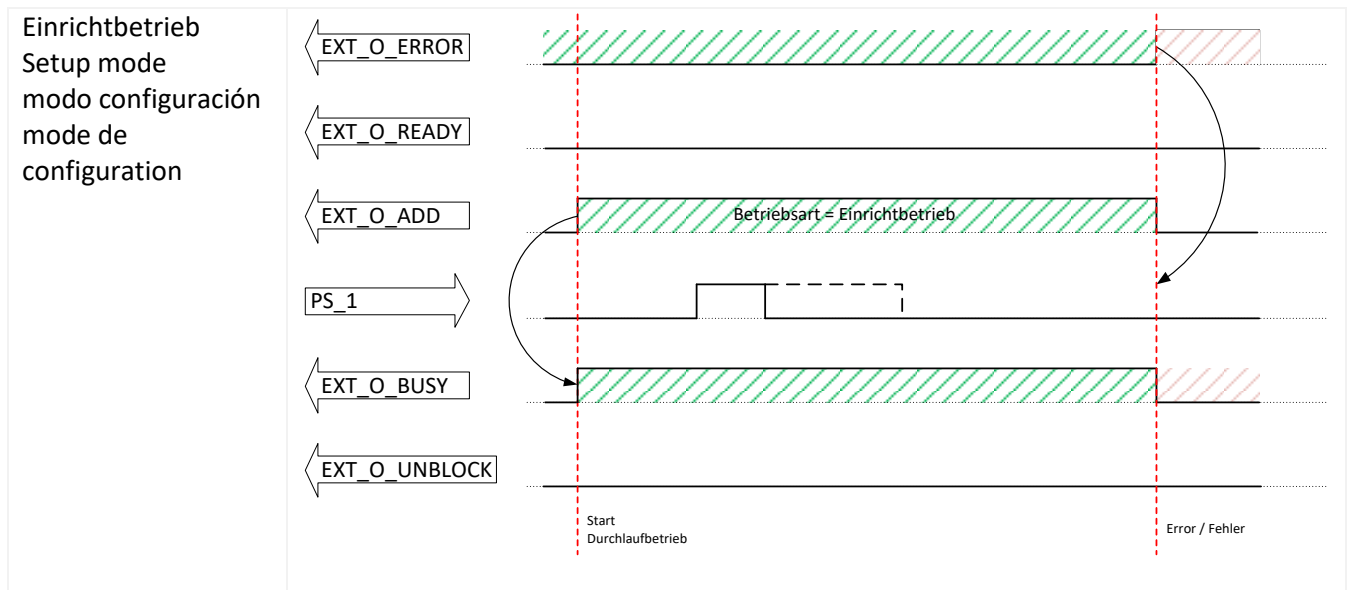 Einrichtbetrieb
Setup mode
modo configuración
mode de
configuration
EXT_O_ERROR
EXT_O_READY
EXT_O_ADD
Betriebsart = Einrichtbetrieb
PS_1
EXT_O_BUSY
EXT_O_UNBLOCK
Start
Durchlaufbetrieb
Error / Fehler